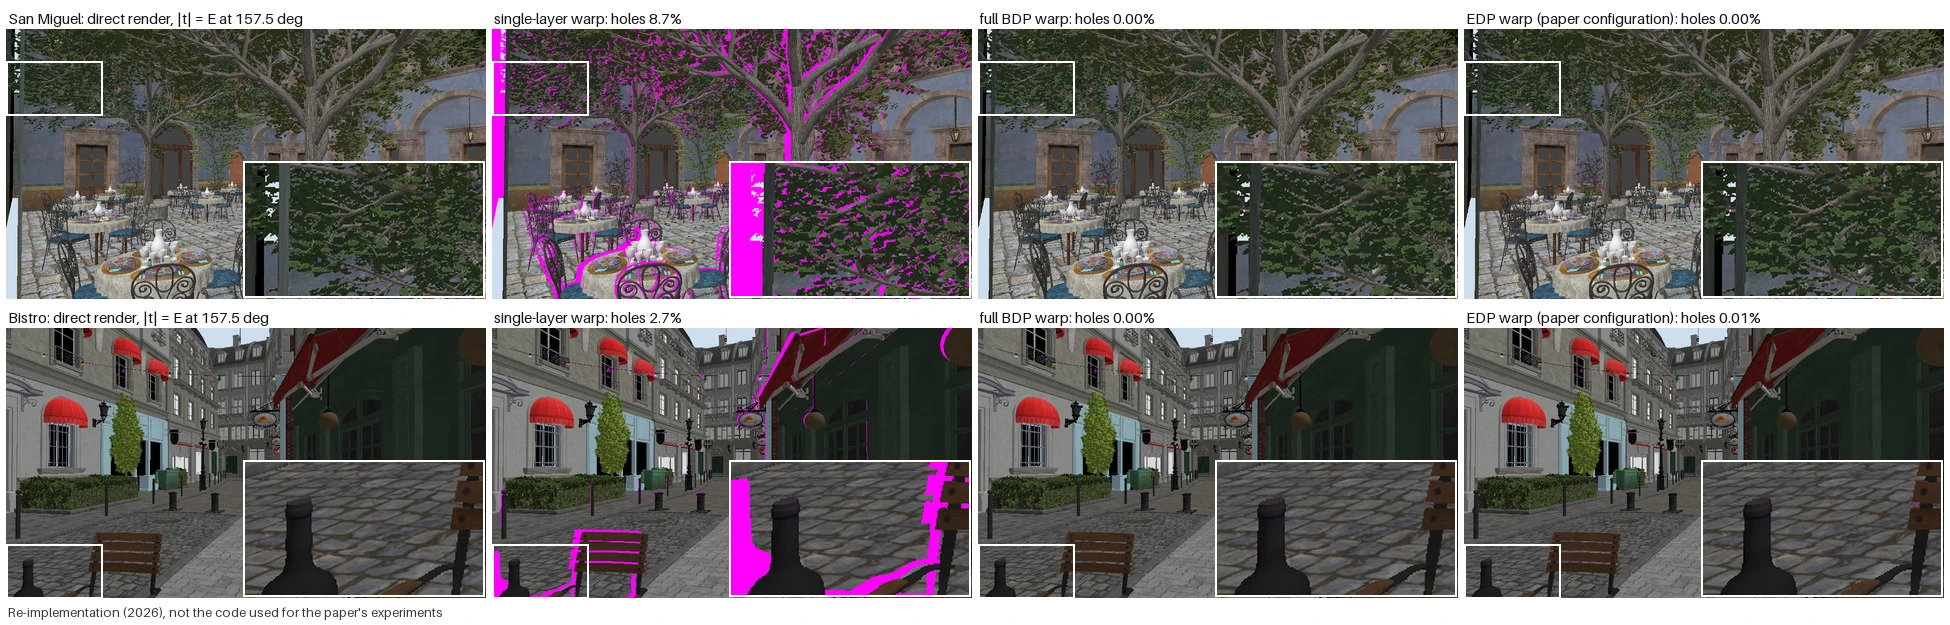 San Miguel: direct render, |t| = E at 157.5 deg
single-layer warp: holes 8.7%
full BDP warp: holes 0.00%
EDP warp (paper configuration): holes 0.00%
Bistro: direct render, |t| = E at 157.5 deg
single-layer warp: holes 2.7%
full BDP warp: holes 0.00%
EDP warp (paper configuration): holes 0.01%
Re-implementation (2026), not the code used for the paper's experiments